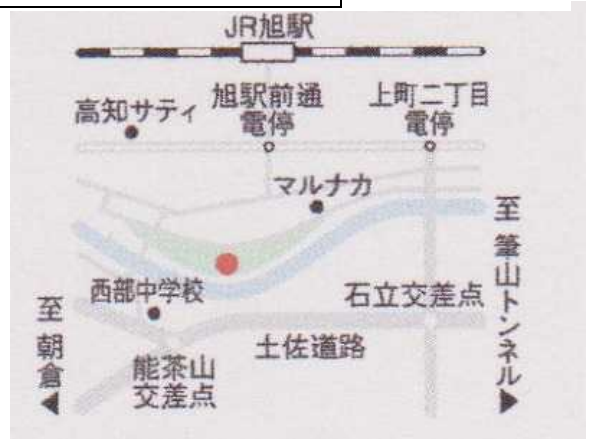 JR旭駅
高知サティ
旭駅前通
電停
上町二丁目
電停
マルナカ
至 筆山トンネル▶
西部中学校
石立交差点
至 朝倉◀
土佐道路
能茶山
交差点